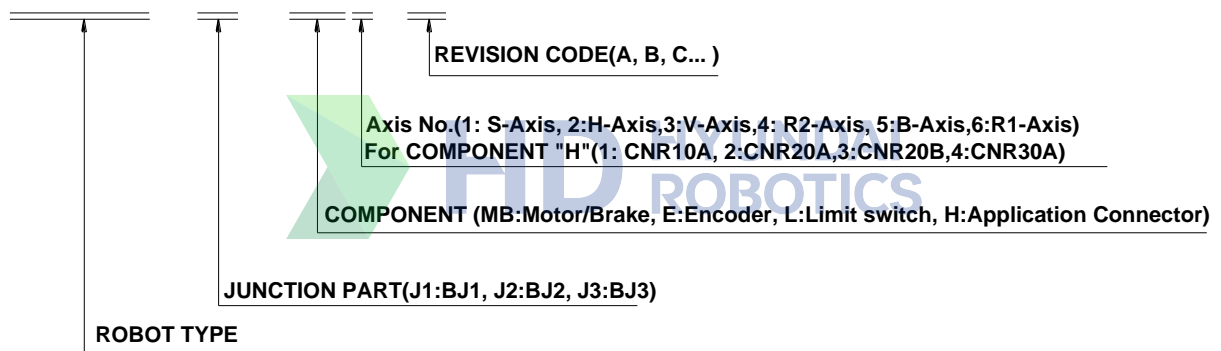 REVISION CODE(A, B, C... )
Axis No.(1: S-Axis, 2:H-Axis,3:V-Axis,4: R2-Axis, 5:B-Axis,6:R1-Axis)
For COMPONENT "H"(1: CNR10A, 2:CNR20A,3:CNR20B,4:CNR30A)
HD HYUNDAI
ROBOTICS
COMPONENT (MB:Motor/Brake, E:Encoder, L:Limit switch, H:Application Connector)
JUNCTION PART(J1:BJ1, J2:BJ2, J3:BJ3)
ROBOT TYPE